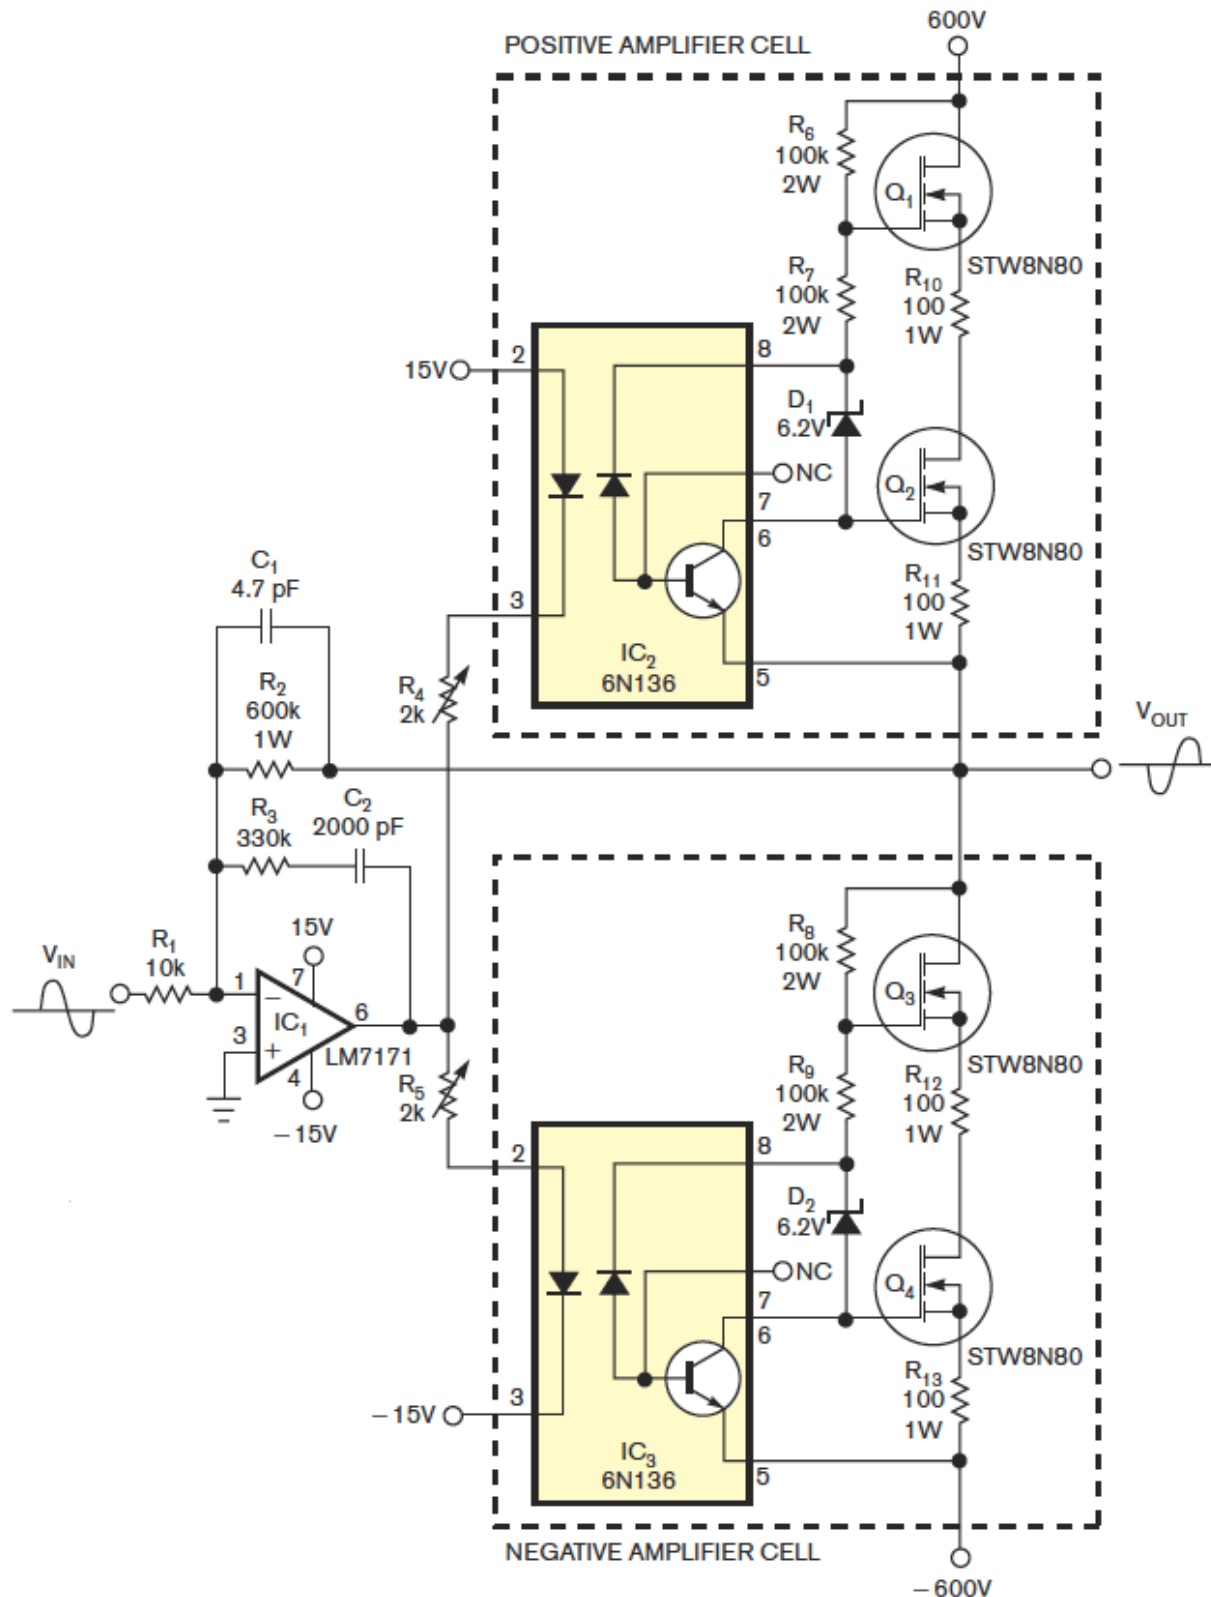 600V
POSITIVE AMPLIFIER CELL
R6
100k
2W
Q1
STW8N80
R7
100k
2W
R10
100
1W
15V
2
8
D1
6.2V
NC
7
6
Q2
STW8N80
R11
100
1W
3
IC2
6N136
5
C1
4.7 pF
R2
600k
1W
R4
2k
VOUT
R3
330k
C2
2000 pF
VIN
R1
10k
15V
1
7
−
IC1
6
3
+
LM7171
4
−15V
R5
2k
R8
100k
2W
Q3
STW8N80
R9
100k
2W
R12
100
1W
2
8
D2
6.2V
NC
7
6
Q4
STW8N80
R13
100
1W
−15V
3
IC3
6N136
5
NEGATIVE AMPLIFIER CELL
−600V